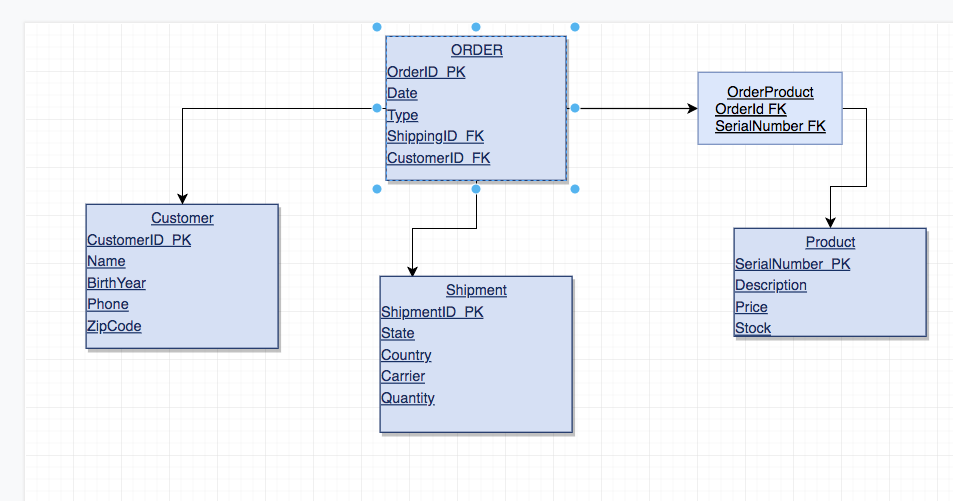 ORDER
OrderID_PK
Date
Type
ShippingID_FK
CustomerID_FK
OrderProduct
OrderId FK
SerialNumber FK
Customer
CustomerID_PK
Name
BirthYear
Phone
ZipCode
Shipment
ShipmentID_PK
State
Country
Carrier
Quantity
Product
SerialNumber_PK
Description
Price
Stock